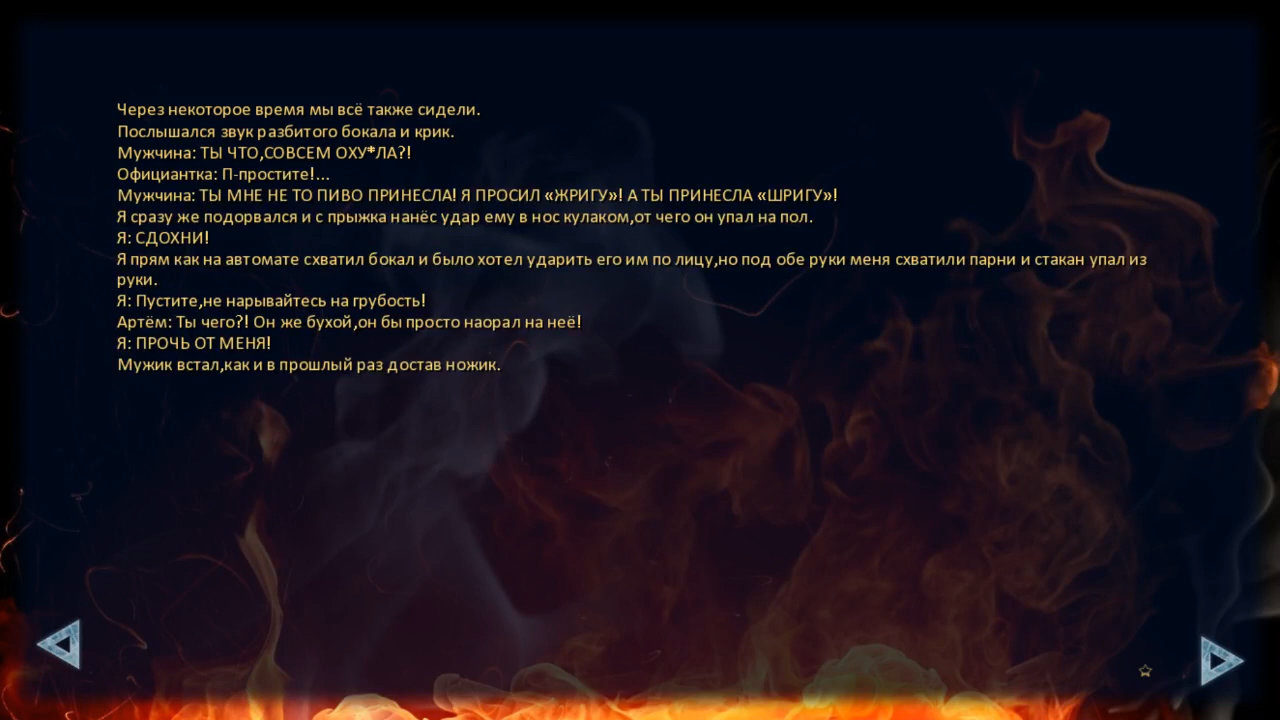 Через некоторое время мы всё также сидели.
Послышался звук разбитого бокала и крик.
Мужчина: ТЫ ЧТО,СОВСЕМ ОХУ*ЛА?!
Официантка: П-простите!...
Мужчина: ТЫ МНЕ НЕ ТО ПИВО ПРИНЕСЛА! Я ПРОСИЛ «ЖРИГУ»! А ТЫ ПРИНЕСЛА «ШРИГУ»!
Я сразу же подорвался и с прыжка нанёс удар ему в нос кулаком,от чего он упал на пол.
Я: СДОХНИ!
Я прям как на автомате схватил бокал и было хотел ударить его им по лицу,но под обе руки меня схватили парни и стакан упал из
руки.
Я: Пустите,не нарывайтесь на грубость!
Артём: Ты чего?! Он же бухой,он бы просто наорал на неё!
Я: ПРОЧЬ ОТ МЕНЯ!
Мужик встал,как и в прошлый раз достав ножик.